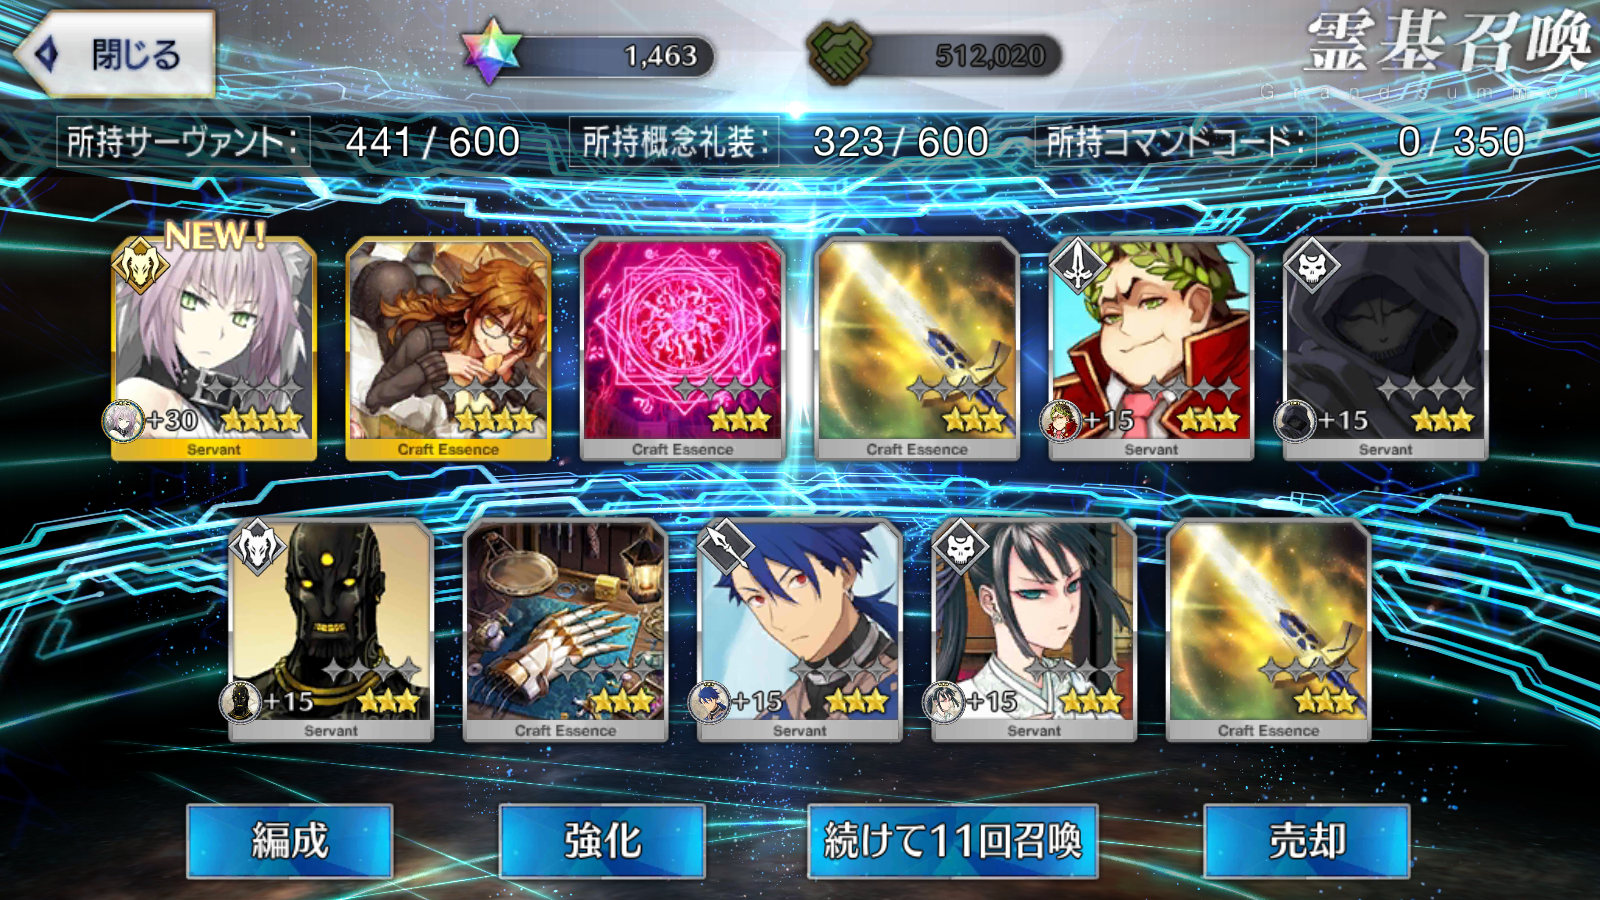 閉じる
1,463
512,020
霊基召喚
Grand summon
所持サーヴァント:
441 / 600
所持概念礼装:
323 / 600
所持コマンドコード:
0 / 350
NEW!
+30
Servant
Craft Essence
Craft Essence
Craft Essence
+15
Servant
+15
Servant
+15
Servant
Craft Essence
+15
Servant
+15
Servant
Craft Essence
編成
強化
続けて11回召喚
売却